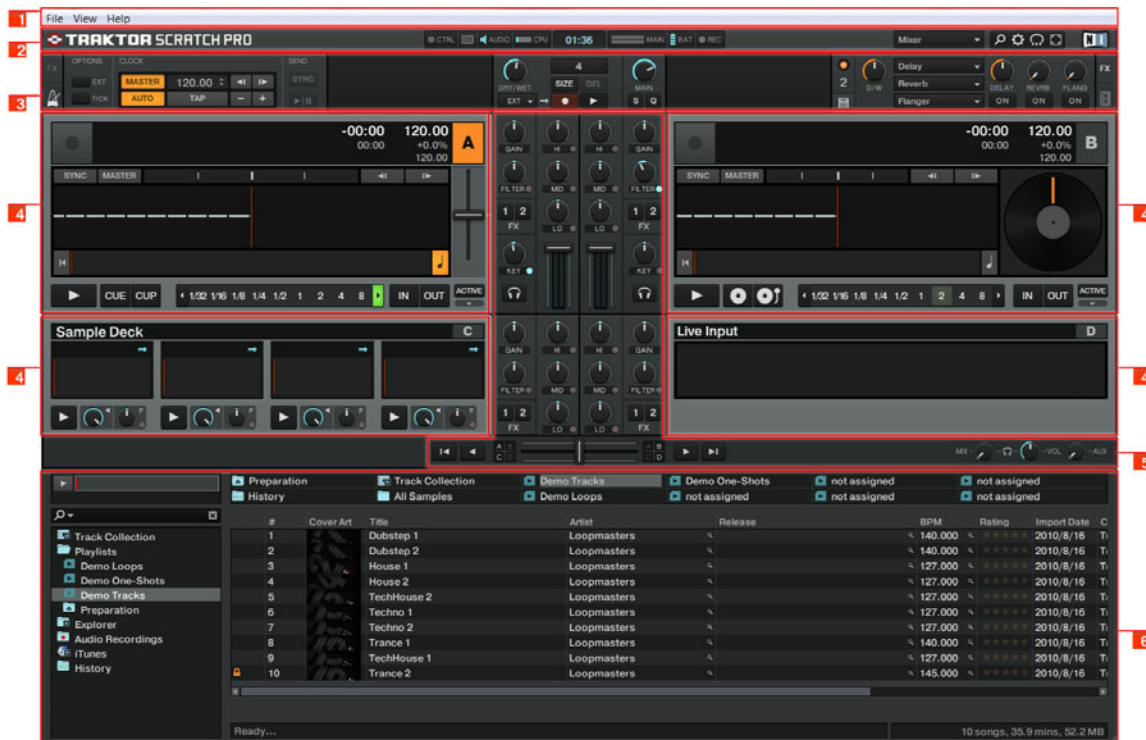 1
File View Help
2
TRAKTOR SCRATCH PRO
CTRL AUDIO CPU 01:36 MAIN BAT REC
Mixer
NI
3
FX OPTIONS CLOCK SEND
EXT MASTER 120.00 SYNC
TICK AUTO TAP - +
DRY/WET 4 MAIN
SIZE DEL
EXT S Q
2 D/W Delay Reverb Flanger DELAY REVRB FLANG FX
ON ON ON
4
-00:00 120.00 A
00:00 +0.0%
120.00
SYNC MASTER
CUE CUP 1/32 1/16 1/8 1/4 1/2 1 2 4 8 IN OUT ACTIVE
GAIN HI HI GAIN
FILTER MID MID FILTER
1 2 LO LO 1 2
FX FX
KEY KEY
-00:00 120.00 B
00:00 +0.0%
120.00
SYNC MASTER
1/32 1/16 1/8 1/4 1/2 1 2 4 8 IN OUT ACTIVE
4
4
Sample Deck C
GAIN HI HI GAIN
FILTER MID MID FILTER
1 2 LO LO 1 2
FX FX
Live Input D
4
A B A B
C D C D
MIX VOL AUX
5
Preparation Track Collection Demo Tracks Demo One-Shots not assigned not assigned
History All Samples Demo Loops not assigned not assigned not assigned
Track Collection
Playlists
Demo Loops
Demo One-Shots
Demo Tracks
Preparation
Explorer
Audio Recordings
iTunes
History
# Cover Art Title Artist Release BPM Rating Import Date
1 Dubstep 1 Loopmasters 140.000 2010/8/16
2 Dubstep 2 Loopmasters 140.000 2010/8/16
3 House 1 Loopmasters 127.000 2010/8/16
4 House 2 Loopmasters 127.000 2010/8/16
5 TechHouse 2 Loopmasters 127.000 2010/8/16
6 Techno 1 Loopmasters 127.000 2010/8/16
7 Techno 2 Loopmasters 127.000 2010/8/16
8 Trance 1 Loopmasters 140.000 2010/8/16
9 TechHouse 1 Loopmasters 127.000 2010/8/16
10 Trance 2 Loopmasters 145.000 2010/8/16
6
Ready...
10 songs, 35.9 mins, 52.2 MB